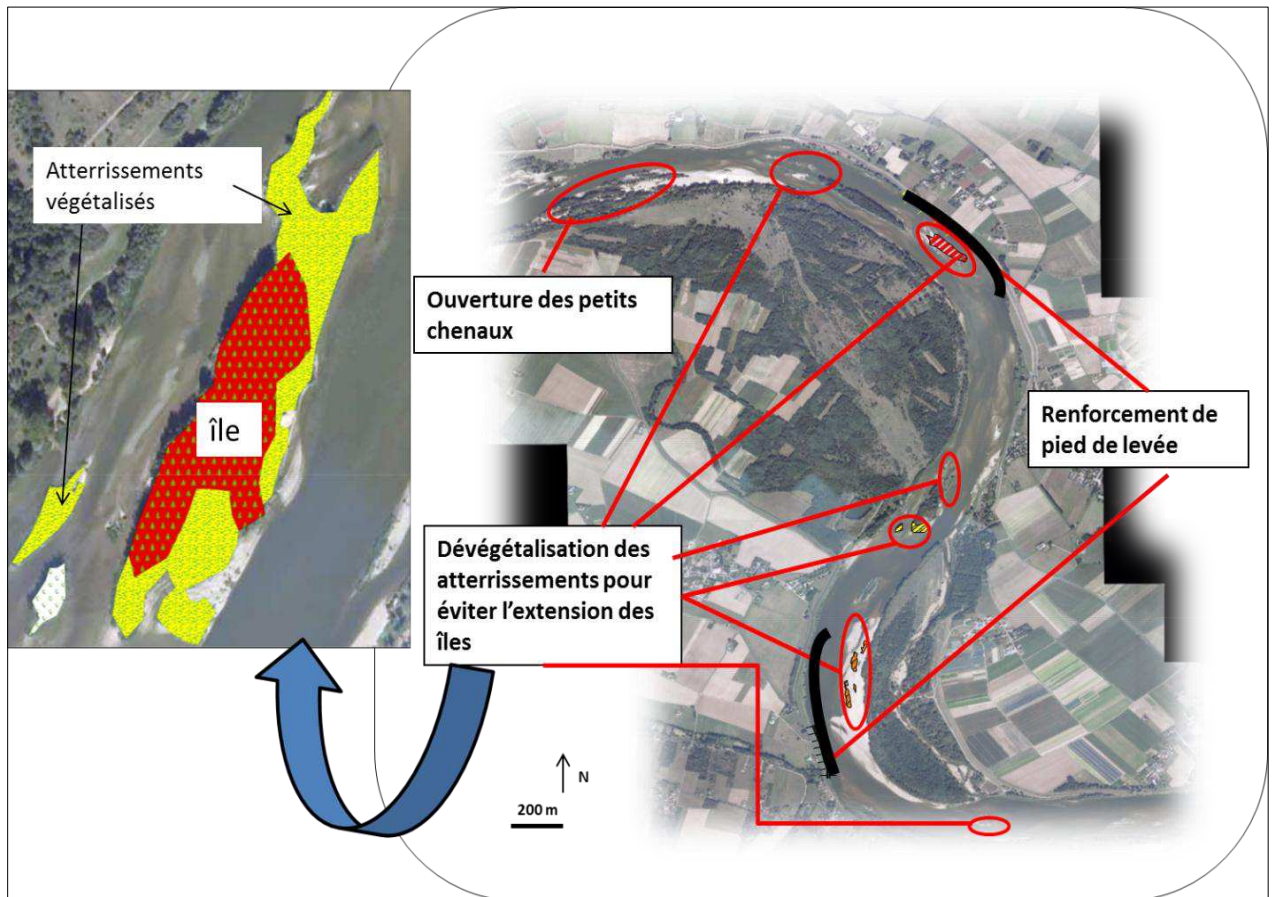 Atterrissements
végétalisés
île
Ouverture des petits
chenaux
Renforcement de
pied de levée
Dévégétalisation des
atterrissements pour
éviter l’extension des
îles
N
200 m